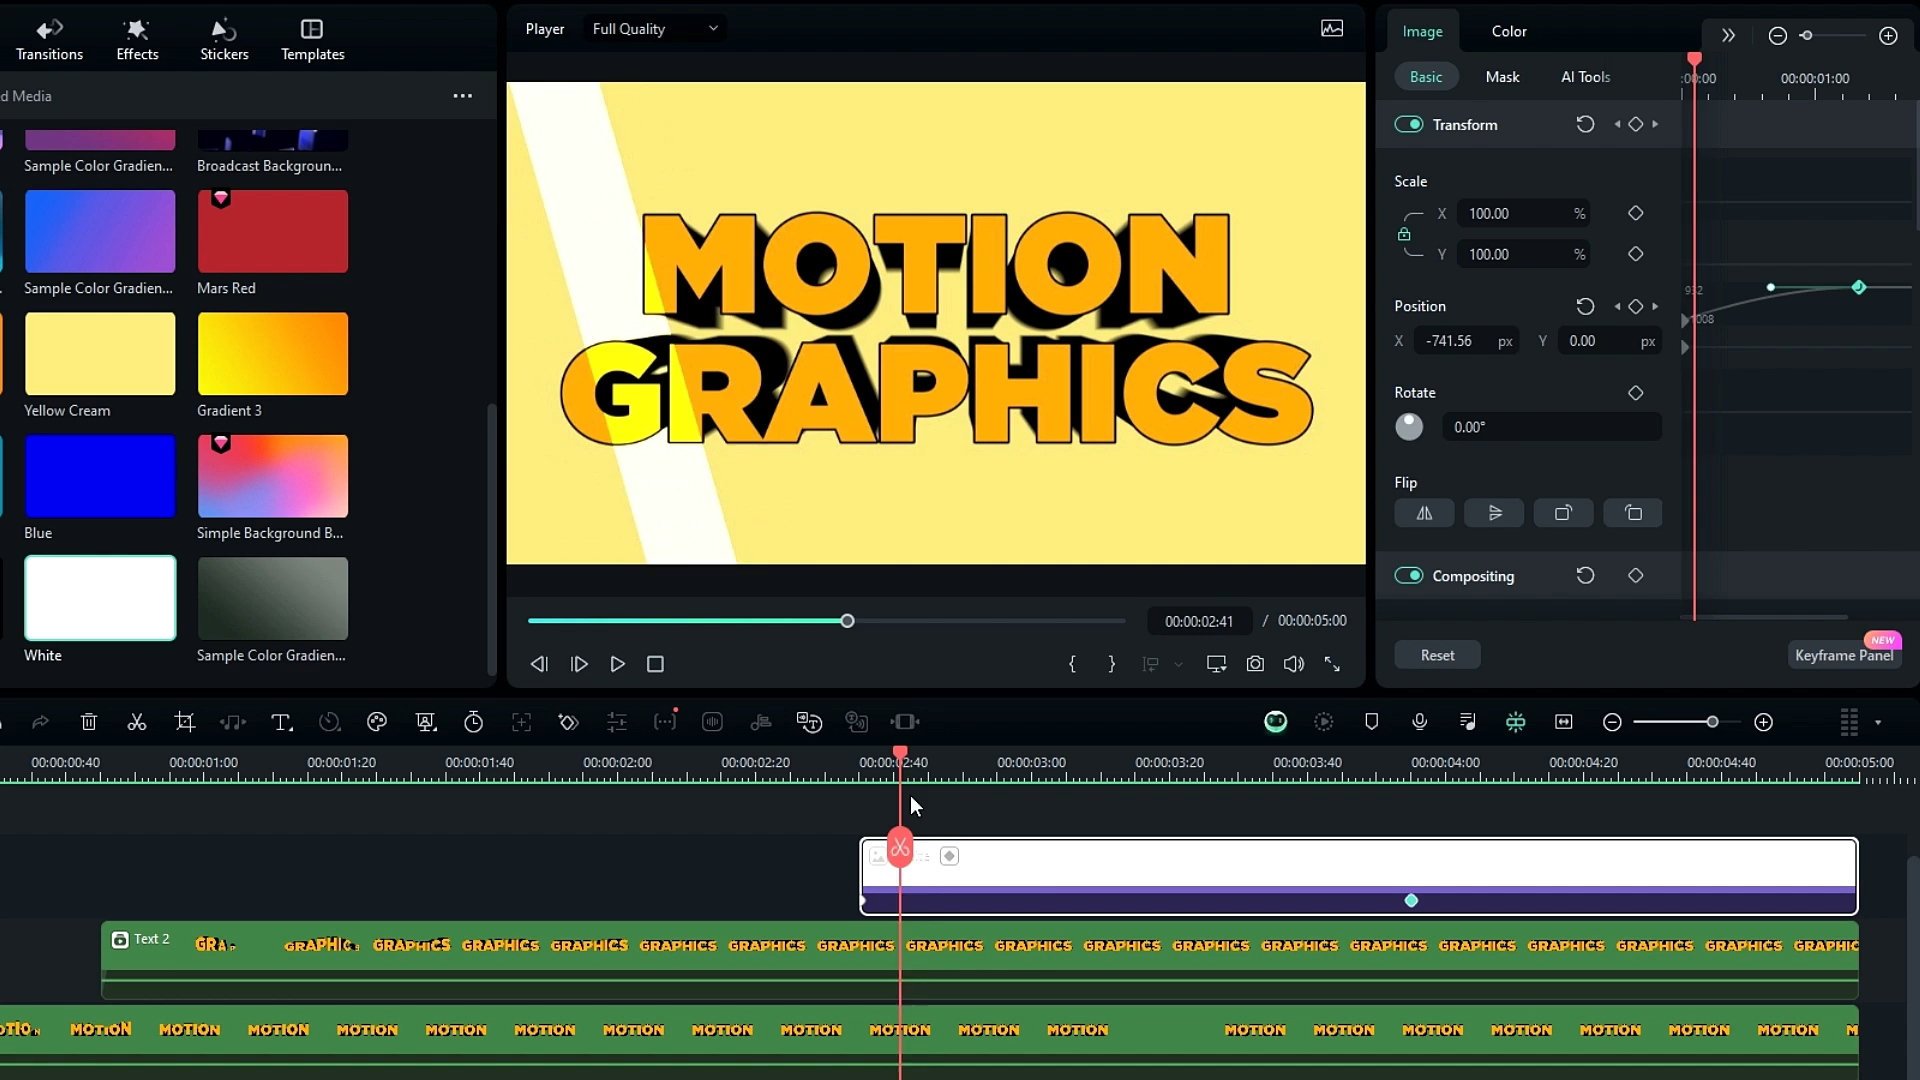 Transitions
Effects
Stickers
Templates
d Media
Sample Color Gradien...
Broadcast Backgroun...
Sample Color Gradien...
Mars Red
Yellow Cream
Gradient 3
Blue
Simple Background B...
White
Sample Color Gradien...
Player
Full Quality
MOTION
GRAPHICS
00:00:02:41 / 00:00:05:00
Image
Color
Basic
Mask
AI Tools
:00:00
00:00:01:00
Transform
Scale
X 100.00 %
Y 100.00 %
Position
X -741.56 px Y 0.00 px
Rotate
0.00°
Flip
Compositing
Reset
NEW
Keyframe Panel
00:00:00:40
00:00:01:00
00:00:01:20
00:00:01:40
00:00:02:00
00:00:02:20
00:00:02:40
00:00:03:00
00:00:03:20
00:00:03:40
00:00:04:00
00:00:04:20
00:00:04:40
00:00:05:00
Text 2 GRA GRAPHIC GRAPHICS GRAPHICS GRAPHICS GRAPHICS GRAPHICS GRAPHICS GRAPHICS GRAPHICS GRAPHICS GRAPHICS GRAPHICS GRAPHICS GRAPHICS GRAPHICS GRAPHICS GRAPHICS GRAPHIC
MOTION MOTION MOTION MOTION MOTION MOTION MOTION MOTION MOTION MOTION MOTION MOTION MOTION MOTION MOTION MOTION MOTION MOTION MOTION M